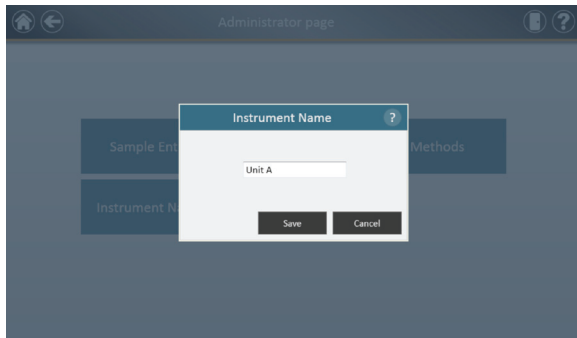 Administrator page
?
Instrument Name
?
Sample Ent
Methods
Unit A
Instrument N
Save
Cancel